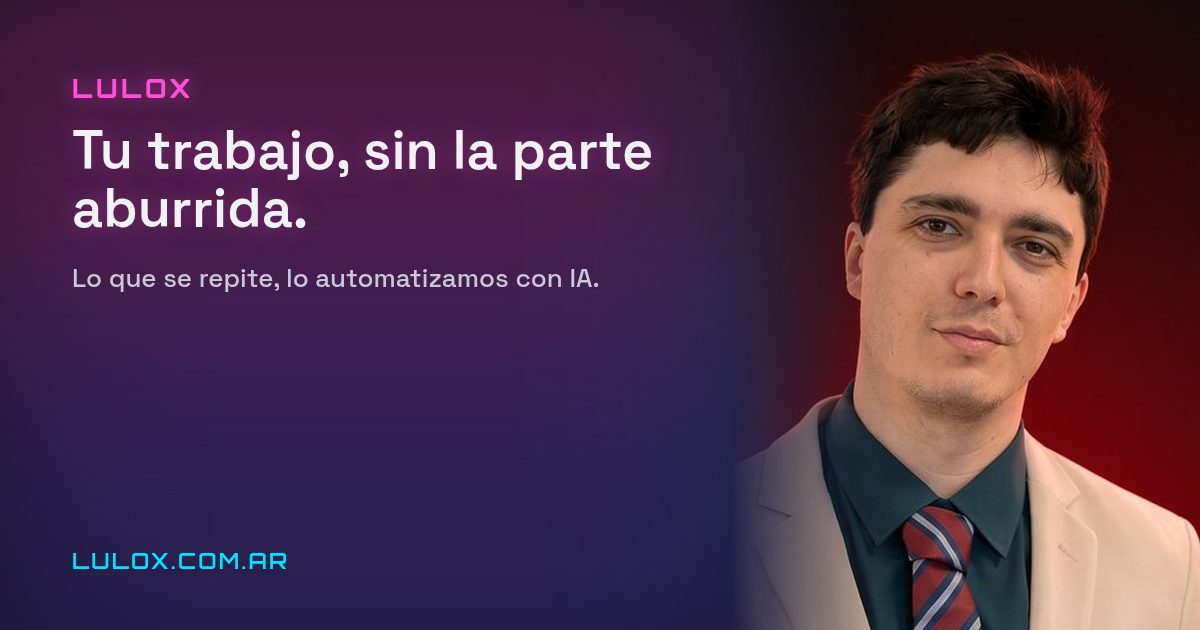 LULOX
Tu trabajo, sin la parte
aburrida.
Lo que se repite, lo automatizamos con IA.
LULOX.COM.AR